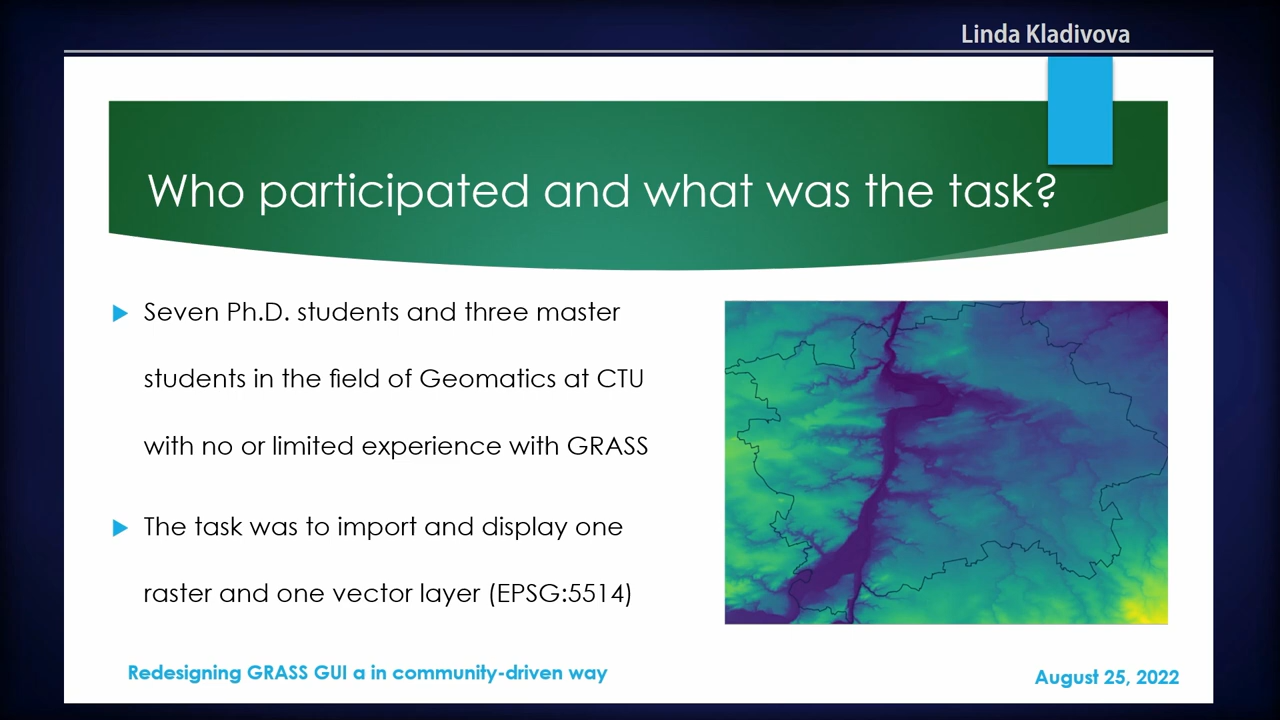 Linda Kladivova
Who participated and what was the task?
Seven Ph.D. students and three master
students in the field of Geomatics at CTU
with no or limited experience with GRASS
The task was to import and display one
raster and one vector layer (EPSG:5514)
Redesigning GRASS GUI a in community-driven way
August 25, 2022